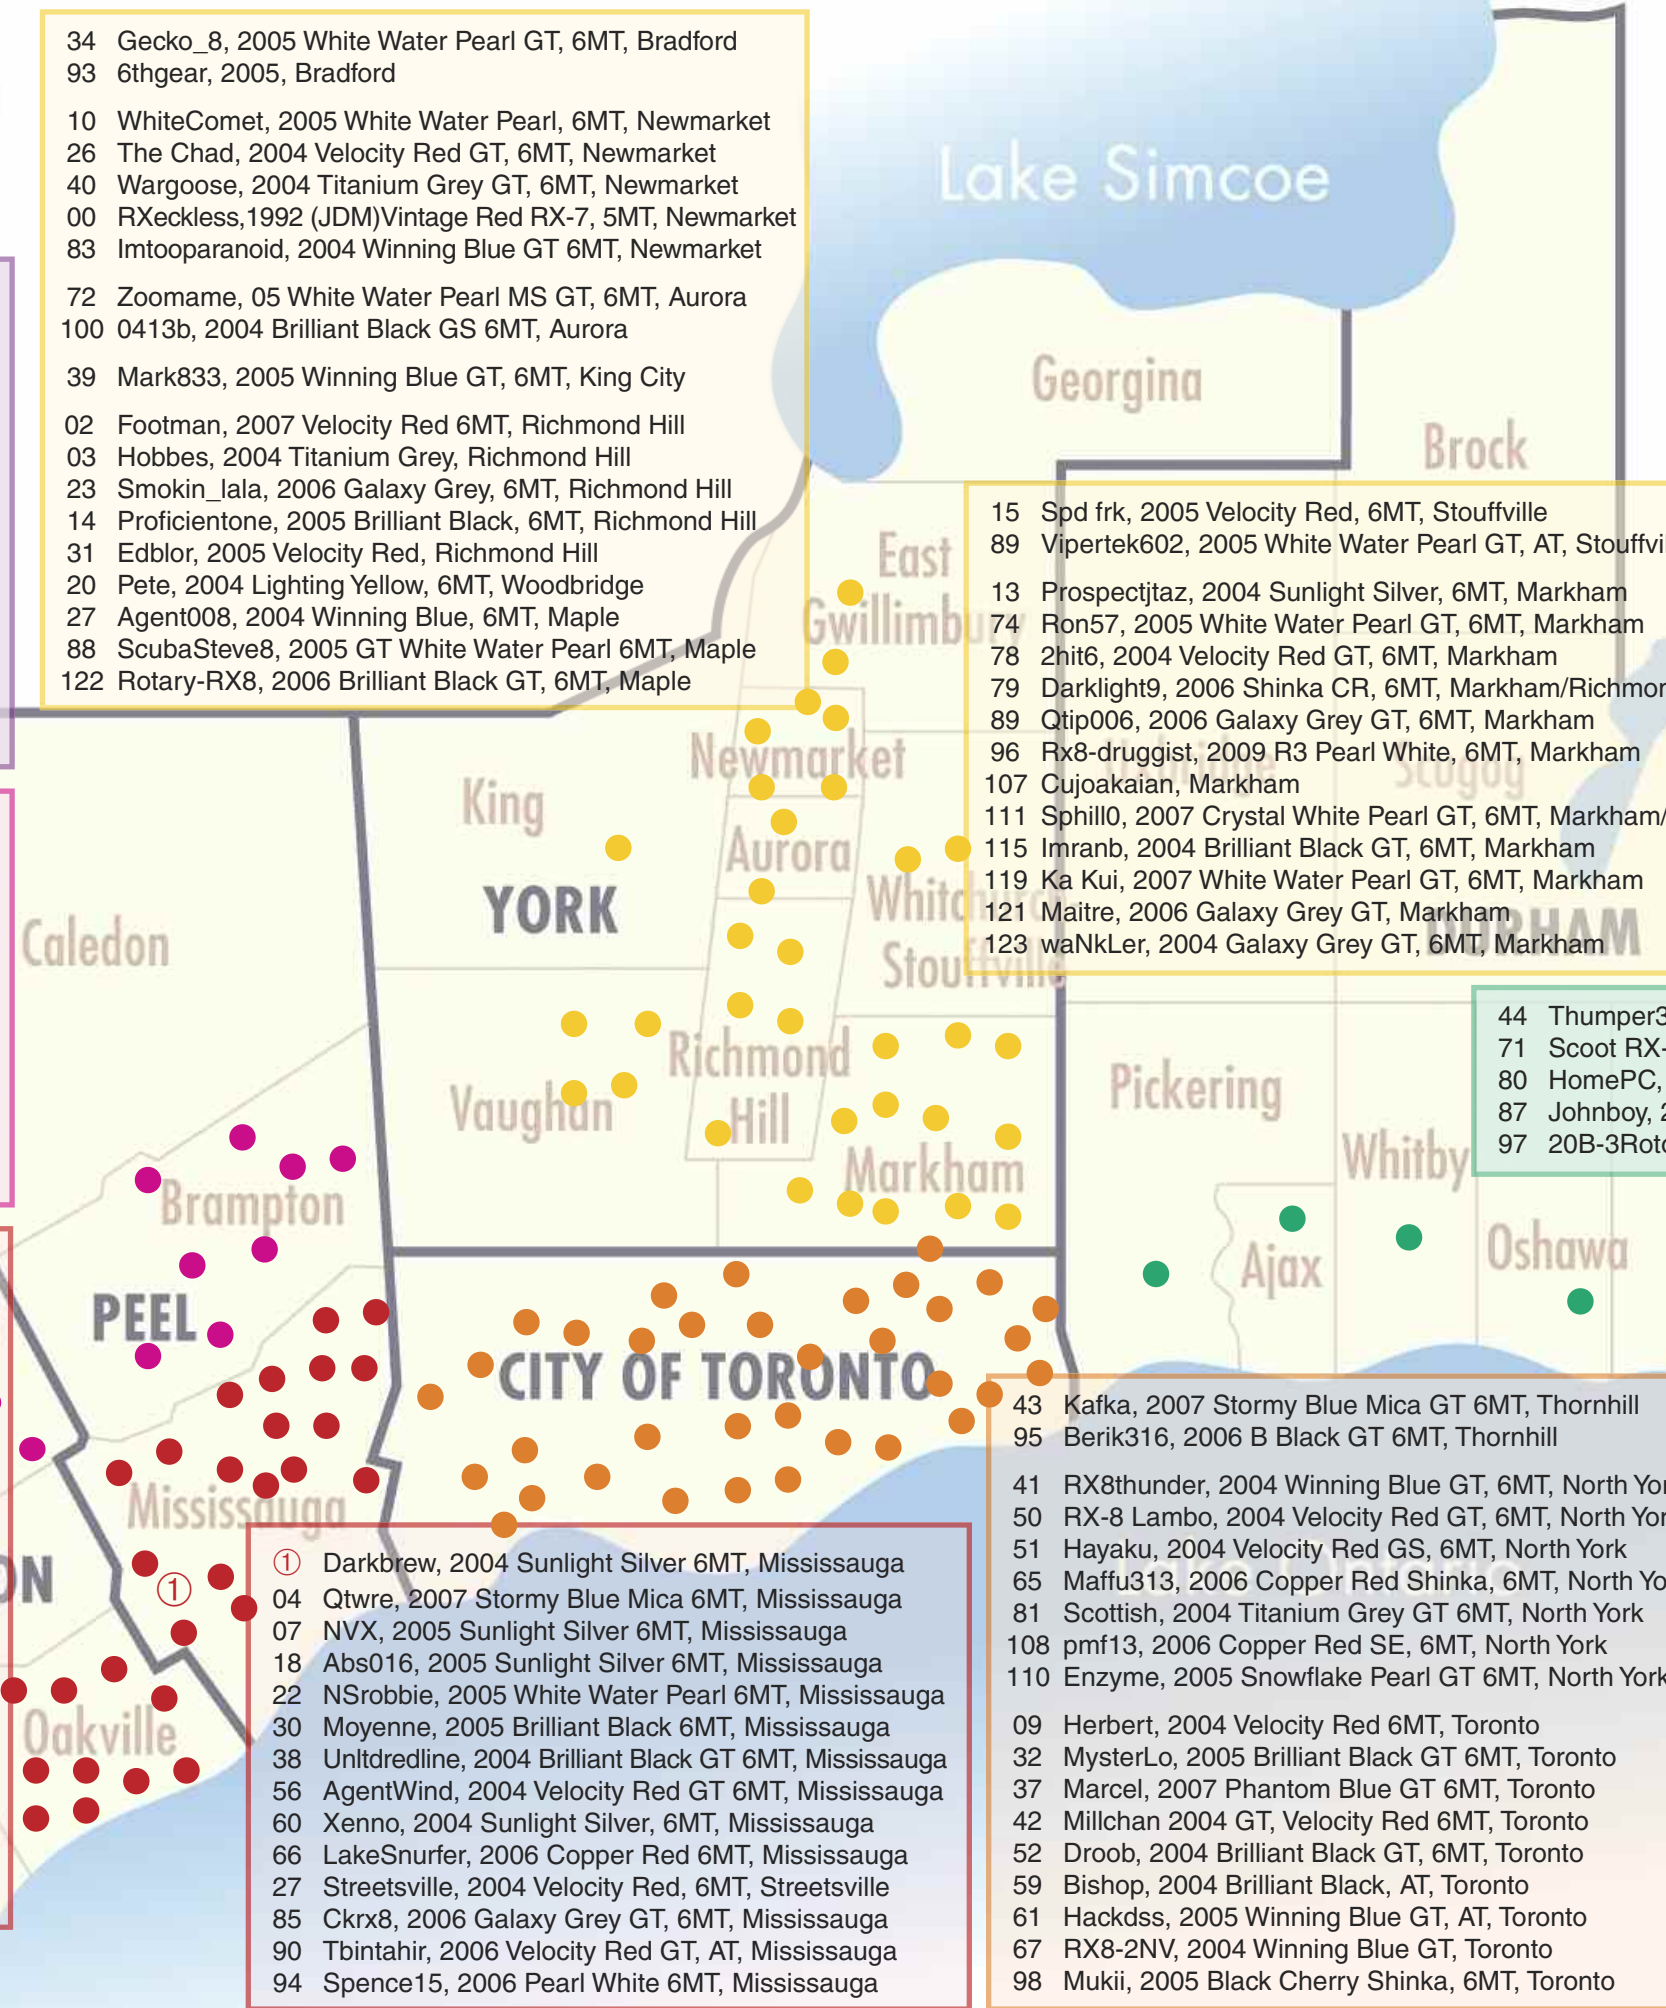 34 Gecko_8, 2005 White Water Pearl GT, 6MT, Bradford
93 6thgear, 2005, Bradford
10 WhiteComet, 2005 White Water Pearl, 6MT, Newmarket
26 The Chad, 2004 Velocity Red GT, 6MT, Newmarket
40 Wargoose, 2004 Titanium Grey GT, 6MT, Newmarket
00 RXeckless,1992 (JDM)Vintage Red RX-7, 5MT, Newmarket
83 Imtooparanoid, 2004 Winning Blue GT 6MT, Newmarket
72 Zoomame, 05 White Water Pearl MS GT, 6MT, Aurora
100 0413b, 2004 Brilliant Black GS 6MT, Aurora
39 Mark833, 2005 Winning Blue GT, 6MT, King City
02 Footman, 2007 Velocity Red 6MT, Richmond Hill
03 Hobbes, 2004 Titanium Grey, Richmond Hill
23 Smokin_lala, 2006 Galaxy Grey, 6MT, Richmond Hill
14 Proficientone, 2005 Brilliant Black, 6MT, Richmond Hill
31 Edblor, 2005 Velocity Red, Richmond Hill
20 Pete, 2004 Lighting Yellow, 6MT, Woodbridge
27 Agent008, 2004 Winning Blue, 6MT, Maple
88 ScubaSteve8, 2005 GT White Water Pearl 6MT, Maple
122 Rotary-RX8, 2006 Brilliant Black GT, 6MT, Maple
Lake Simcoe
Georgina
Brock
East
Gwillimbury
15 Spd frk, 2005 Velocity Red, 6MT, Stouffville
89 Vipertek602, 2005 White Water Pearl GT, AT, Stouffvil
13 Prospectjtaz, 2004 Sunlight Silver, 6MT, Markham
74 Ron57, 2005 White Water Pearl GT, 6MT, Markham
78 2hit6, 2004 Velocity Red GT, 6MT, Markham
79 Darklight9, 2006 Shinka CR, 6MT, Markham/Richmon
89 Qtip006, 2006 Galaxy Grey GT, 6MT, Markham
96 Rx8-druggist, 2009 R3 Pearl White, 6MT, Markham
107 Cujoakaian, Markham
111 Sphill0, 2007 Crystal White Pearl GT, 6MT, Markham/
115 Imranb, 2004 Brilliant Black GT, 6MT, Markham
119 Ka Kui, 2007 White Water Pearl GT, 6MT, Markham
121 Maitre, 2006 Galaxy Grey GT, Markham
123 waNkLer, 2004 Galaxy Grey GT, 6MT, Markham
Uxbridge
Scugog
DURHAM
Newmarket
King
Aurora
YORK
Whitchurch
Stouffville
Caledon
Richmond
Hill
Vaughan
Markham
Pickering
Whitby
Ajax
Oshawa
44 Thumper3
71 Scoot RX-
80 HomePC,
87 Johnboy, 2
97 20B-3Roto
Brampton
PEEL
CITY OF TORONTO
Mississauga
ON
①
Oakville
Lake Ontario
① Darkbrew, 2004 Sunlight Silver 6MT, Mississauga
04 Qtwre, 2007 Stormy Blue Mica 6MT, Mississauga
07 NVX, 2005 Sunlight Silver 6MT, Mississauga
18 Abs016, 2005 Sunlight Silver 6MT, Mississauga
22 NSrobbie, 2005 White Water Pearl 6MT, Mississauga
30 Moyenne, 2005 Brilliant Black 6MT, Mississauga
38 Unltdredline, 2004 Brilliant Black GT 6MT, Mississauga
56 AgentWind, 2004 Velocity Red GT 6MT, Mississauga
60 Xenno, 2004 Sunlight Silver, 6MT, Mississauga
66 LakeSnurfer, 2006 Copper Red 6MT, Mississauga
27 Streetsville, 2004 Velocity Red, 6MT, Streetsville
85 Ckrx8, 2006 Galaxy Grey GT, 6MT, Mississauga
90 Tbintahir, 2006 Velocity Red GT, AT, Mississauga
94 Spence15, 2006 Pearl White 6MT, Mississauga
43 Kafka, 2007 Stormy Blue Mica GT 6MT, Thornhill
95 Berik316, 2006 B Black GT 6MT, Thornhill
41 RX8thunder, 2004 Winning Blue GT, 6MT, North Yor
50 RX-8 Lambo, 2004 Velocity Red GT, 6MT, North Yor
51 Hayaku, 2004 Velocity Red GS, 6MT, North York
65 Maffu313, 2006 Copper Red Shinka, 6MT, North Yo
81 Scottish, 2004 Titanium Grey GT 6MT, North York
108 pmf13, 2006 Copper Red SE, 6MT, North York
110 Enzyme, 2005 Snowflake Pearl GT 6MT, North York
09 Herbert, 2004 Velocity Red 6MT, Toronto
32 MysterLo, 2005 Brilliant Black GT 6MT, Toronto
37 Marcel, 2007 Phantom Blue GT 6MT, Toronto
42 Millchan 2004 GT, Velocity Red 6MT, Toronto
52 Droob, 2004 Brilliant Black GT, 6MT, Toronto
59 Bishop, 2004 Brilliant Black, AT, Toronto
61 Hackdss, 2005 Winning Blue GT, AT, Toronto
67 RX8-2NV, 2004 Winning Blue GT, Toronto
98 Mukii, 2005 Black Cherry Shinka, 6MT, Toronto